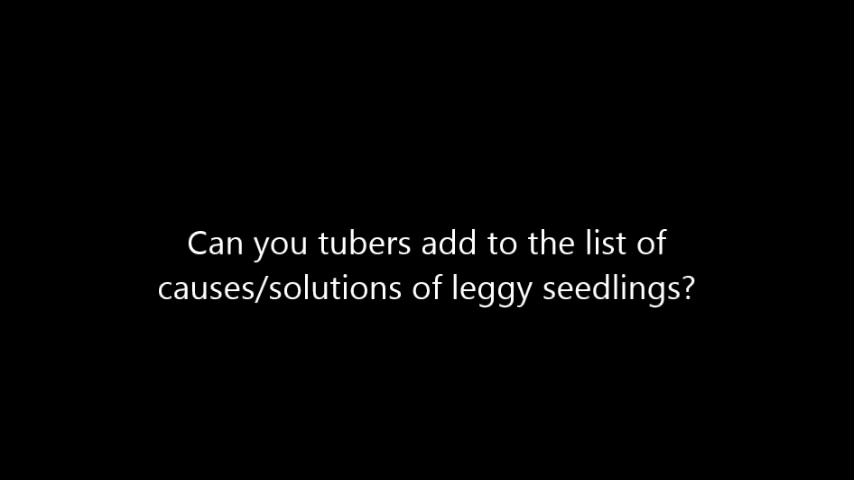 Can you tubers add to the list of
causes/solutions of leggy seedlings?